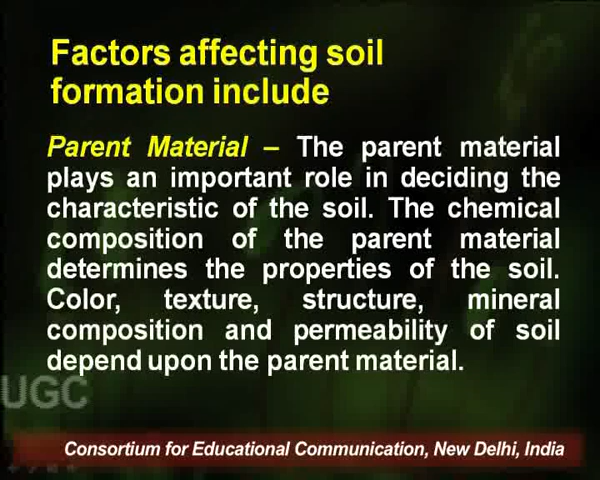 Factors affecting soil
formation include
Parent Material – The parent material
plays an important role in deciding the
characteristic of the soil. The chemical
composition of the parent material
determines the properties of the soil.
Color, texture, structure, mineral
composition and permeability of soil
depend upon the parent material.
UGC
Consortium for Educational Communication, New Delhi, India